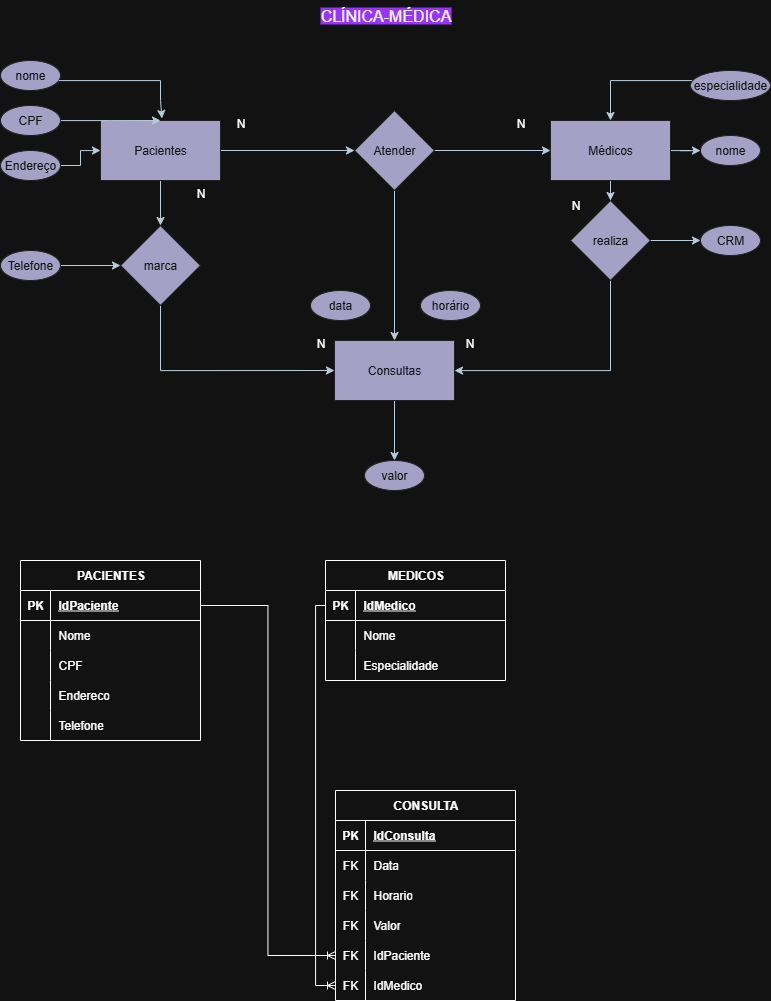 CLÍNICA-MÉDICA
nome
especialidade
CPF
N
N
Pacientes
Atender
Médicos
nome
Endereço
N
N
realiza
CRM
Telefone
marca
data
horário
N
N
Consultas
valor
PACIENTES
PK IdPaciente
Nome
CPF
Endereco
Telefone
MEDICOS
PK IdMedico
Nome
Especialidade
CONSULTA
PK IdConsulta
FK Data
FK Horario
FK Valor
FK IdPaciente
FK IdMedico